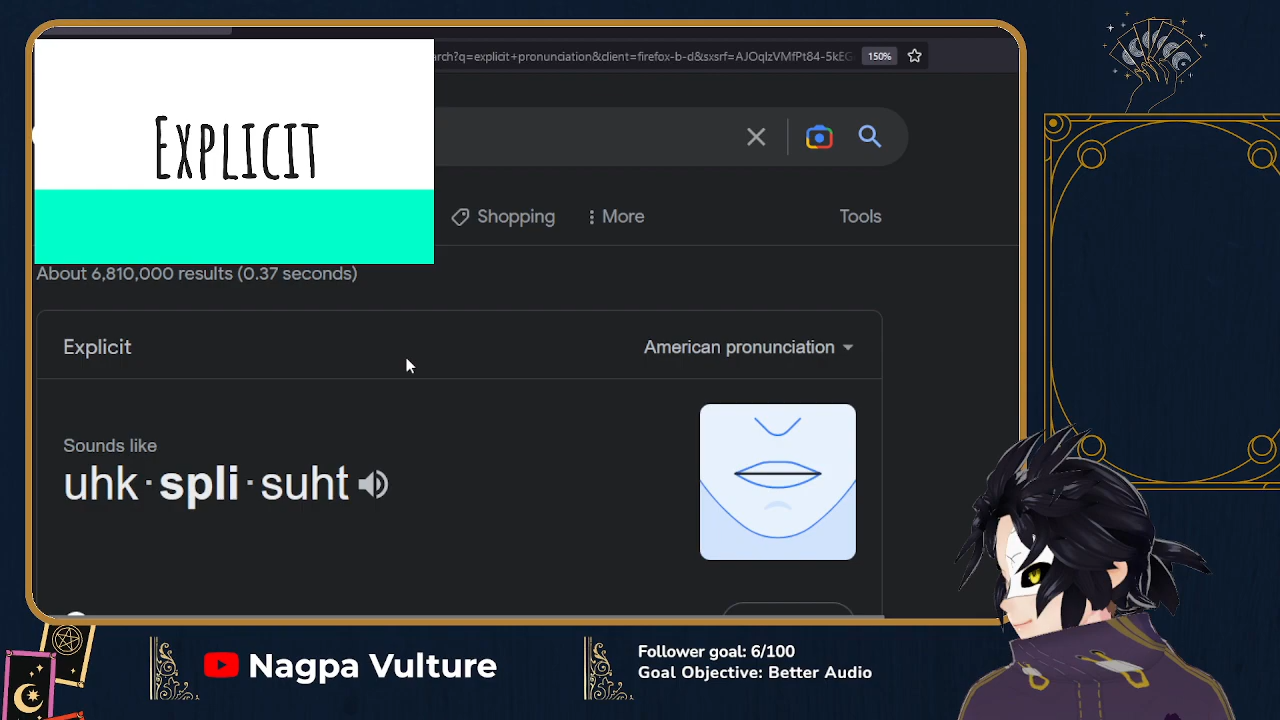 arch?q=explicit+pronunciation&client=firefox-b-d&sxsrf=AJOqlzVMfPt84-5kEG
150%
EXPLICIT
Shopping
More
Tools
About 6,810,000 results (0.37 seconds)
Explicit
American pronunciation
Sounds like
uhk·spli·suht
Nagpa Vulture
Follower goal: 6/100
Goal Objective: Better Audio